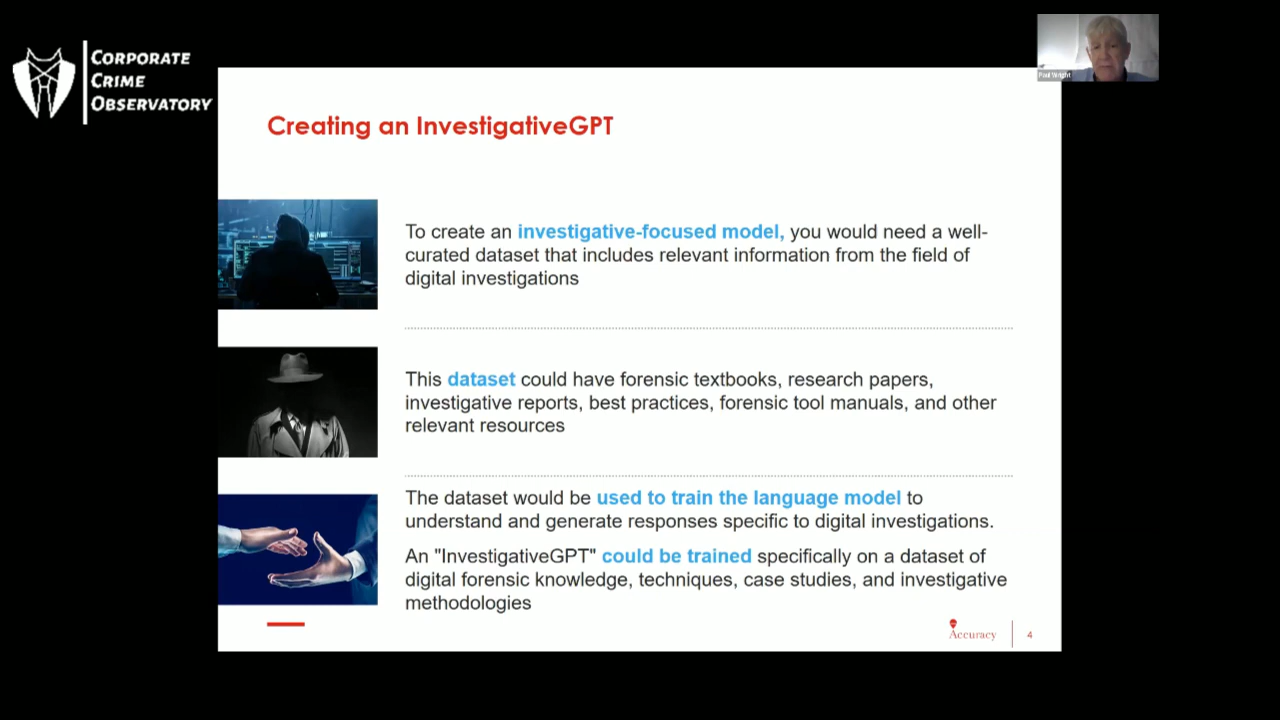 CORPORATE
CRIME
OBSERVATORY
Paul Wright
Creating an InvestigativeGPT
To create an investigative-focused model, you would need a well-
curated dataset that includes relevant information from the field of
digital investigations
This dataset could have forensic textbooks, research papers,
investigative reports, best practices, forensic tool manuals, and other
relevant resources
The dataset would be used to train the language model to
understand and generate responses specific to digital investigations.
An "InvestigativeGPT" could be trained specifically on a dataset of
digital forensic knowledge, techniques, case studies, and investigative
methodologies
Accuracy
4